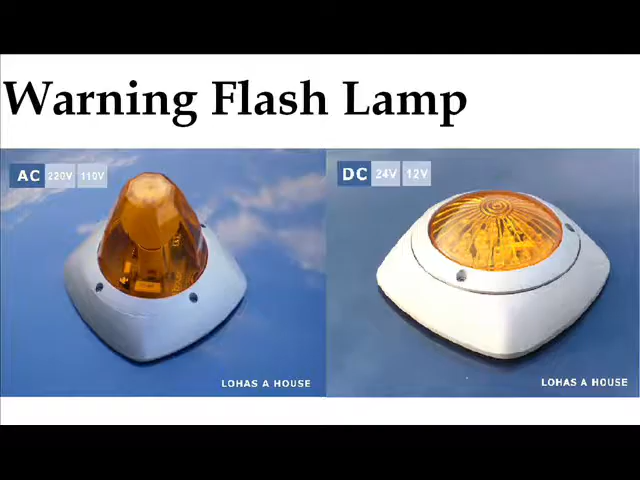 Warning Flash Lamp
AC 220V 110V
DC 24V 12V
LOHAS A HOUSE
LOHAS A HOUSE